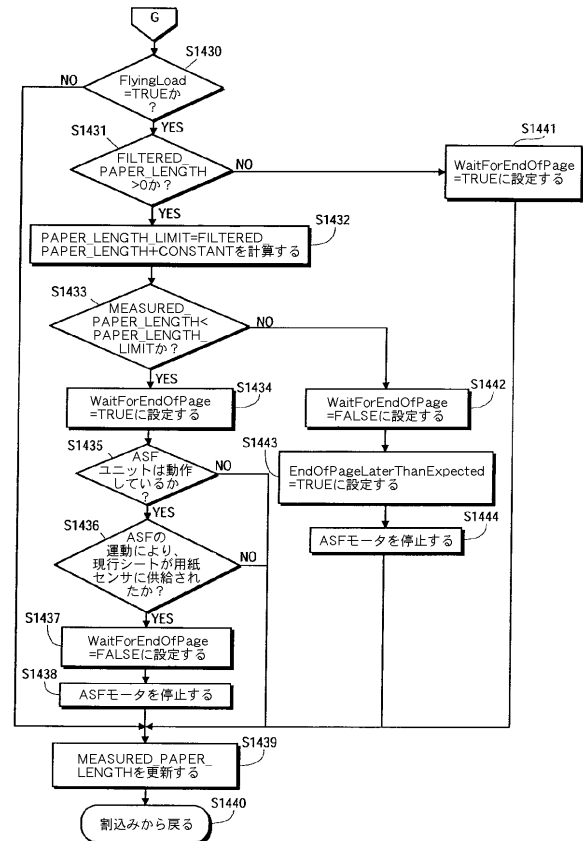 G
S1430
FlyingLoad
=TRUEか
?
NO
YES
S1431
FILTERED_
PAPER_LENGTH
>0か?
NO
YES
S1441
WaitForEndOfPage
=TRUEに設定する
S1432
PAPER_LENGTH_LIMIT=FILTERED_
PAPER_LENGTH+CONSTANTを計算する
S1433
MEASURED_
PAPER_LENGTH<
PAPER_LENGTH_
LIMITか?
NO
YES
S1434
WaitForEndOfPage
=TRUEに設定する
S1442
WaitForEndOfPage
=FALSEに設定する
S1435
ASF
ユニットは動作
しているか
?
NO
YES
S1443
EndOfPageLaterThanExpected
=TRUEに設定する
S1436
ASFの
運動により、
現行シートが用紙
センサに供給され
たか?
NO
YES
S1444
ASFモータを停止する
S1437
WaitForEndOfPage
=FALSEに設定する
S1438
ASFモータを停止する
S1439
MEASURED_PAPER_
LENGTHを更新する
S1440
割込みから戻る